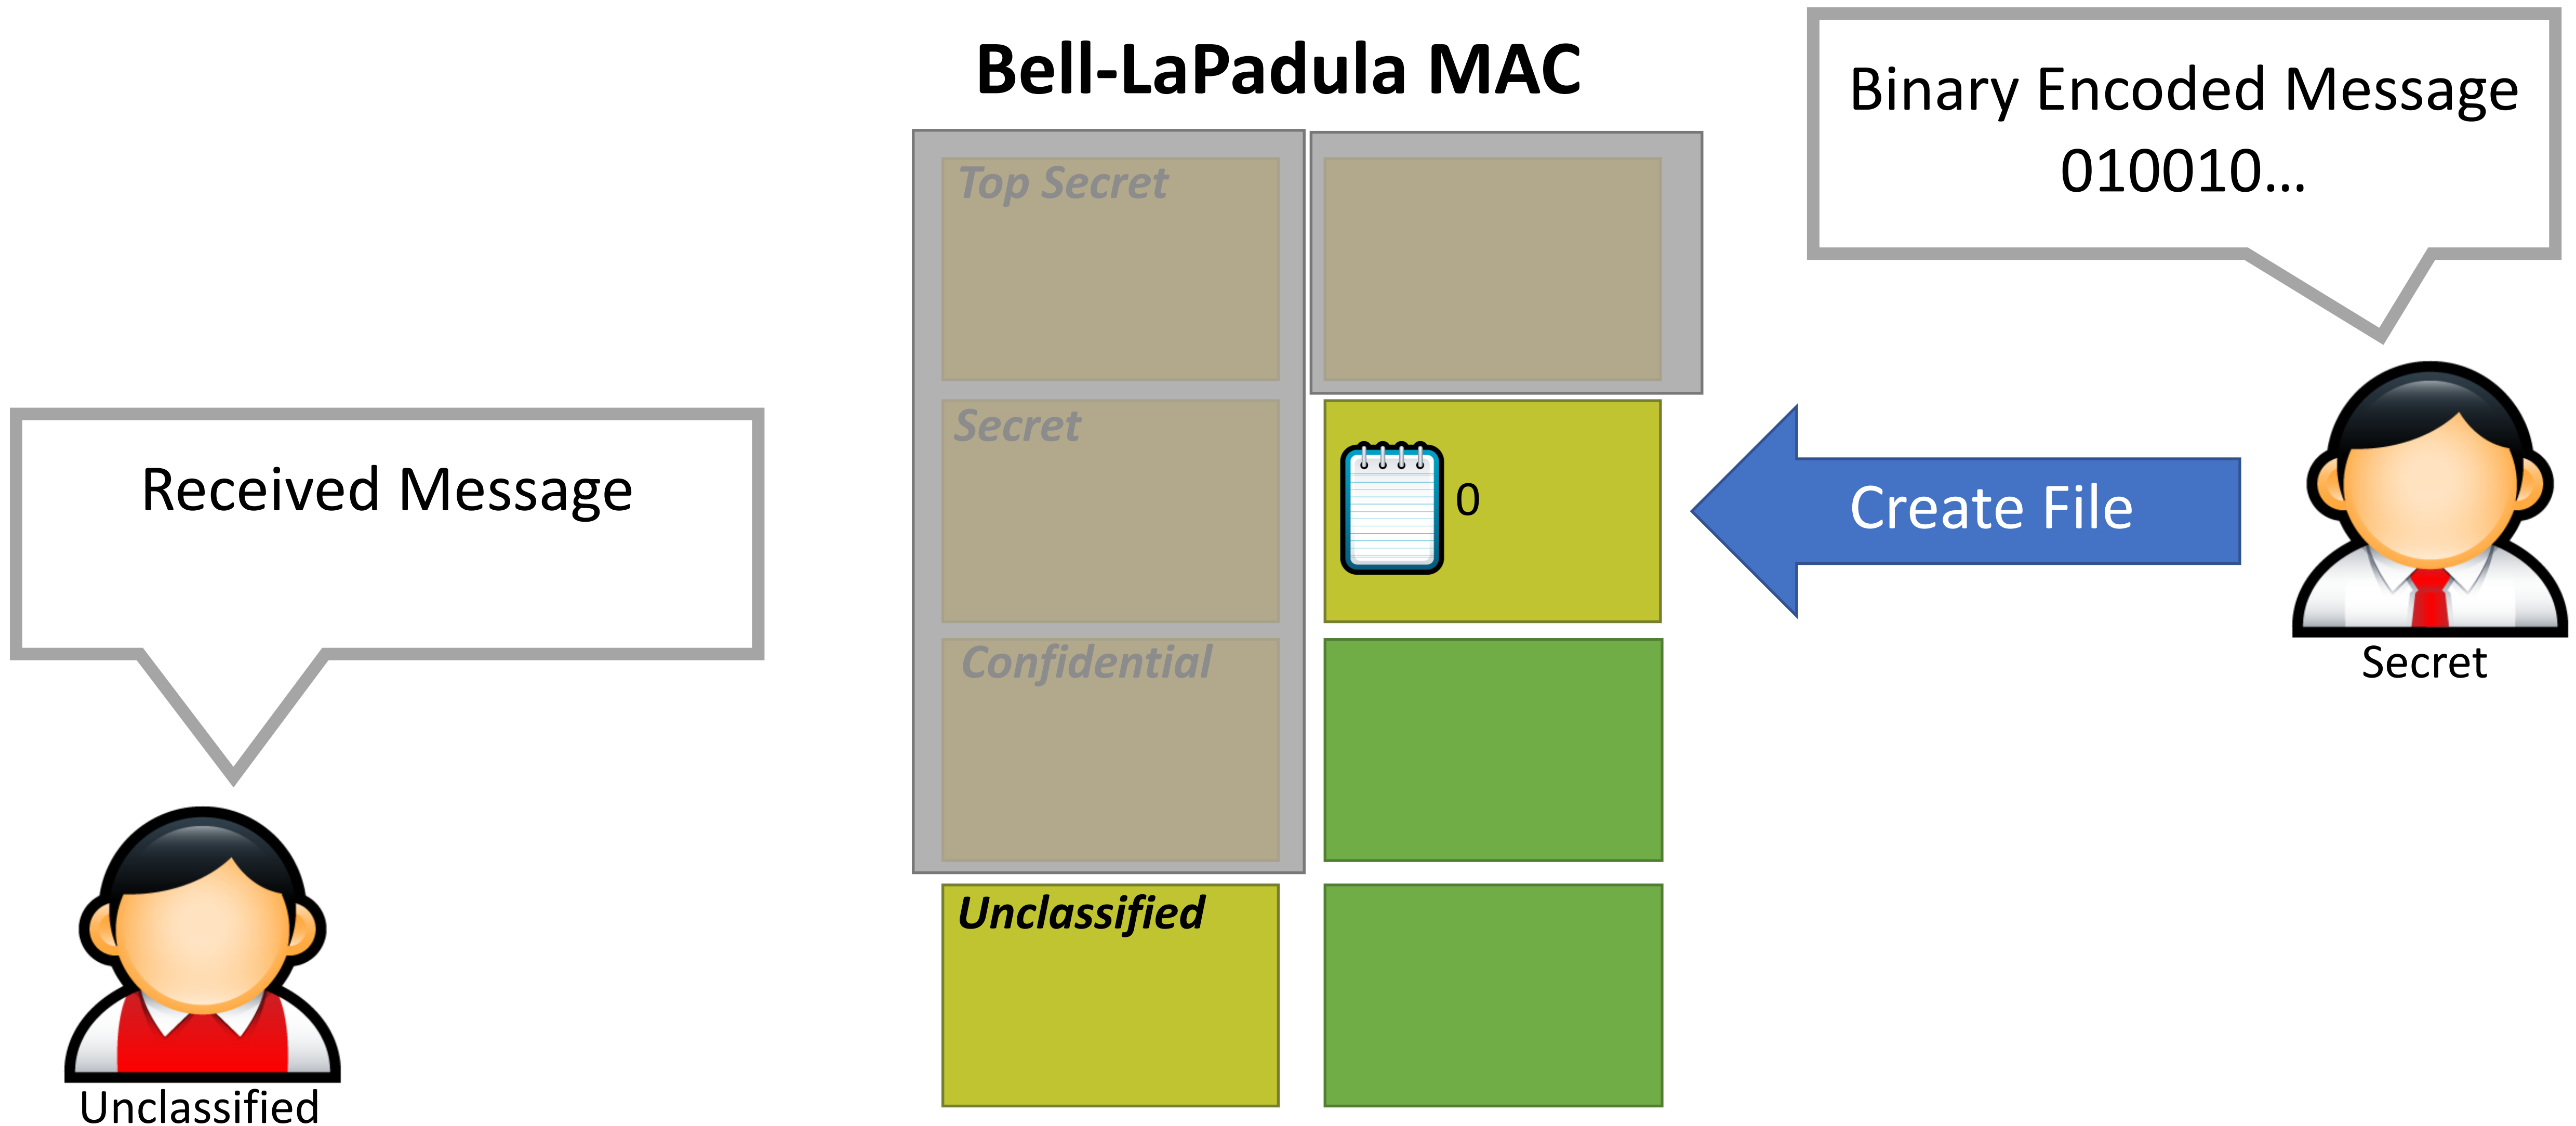 Bell-LaPadula MAC
Binary Encoded Message
010010...
Top Secret
Secret
Received Message
0
Create File
Secret
Confidential
Unclassified
Unclassified